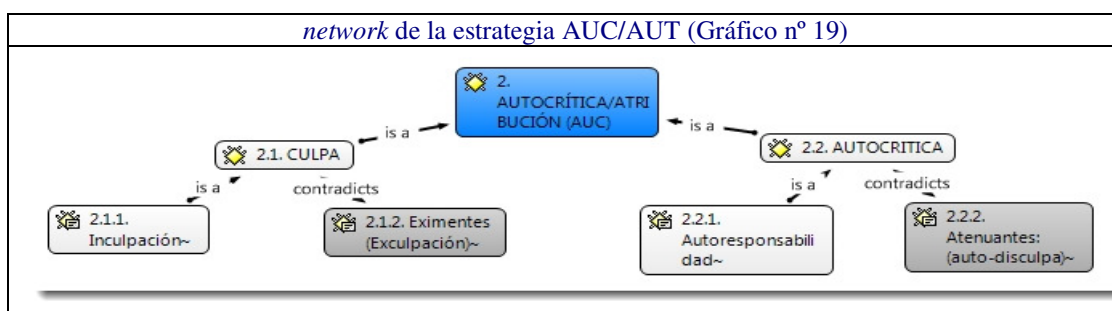 network de la estrategia AUC/AUT (Gráfico nº 19)
2.
AUTOCRÍTICA/ATRI
BUCIÓN (AUC)
is a
is a
2.1. CULPA
2.2. AUTOCRITICA
is a
contradicts
is a
contradicts
2.1.1.
Inculpación~
2.1.2. Eximentes
(Exculpación)~
2.2.1.
Autoresponsabili
dad~
2.2.2.
Atenuantes:
(auto-disculpa)~